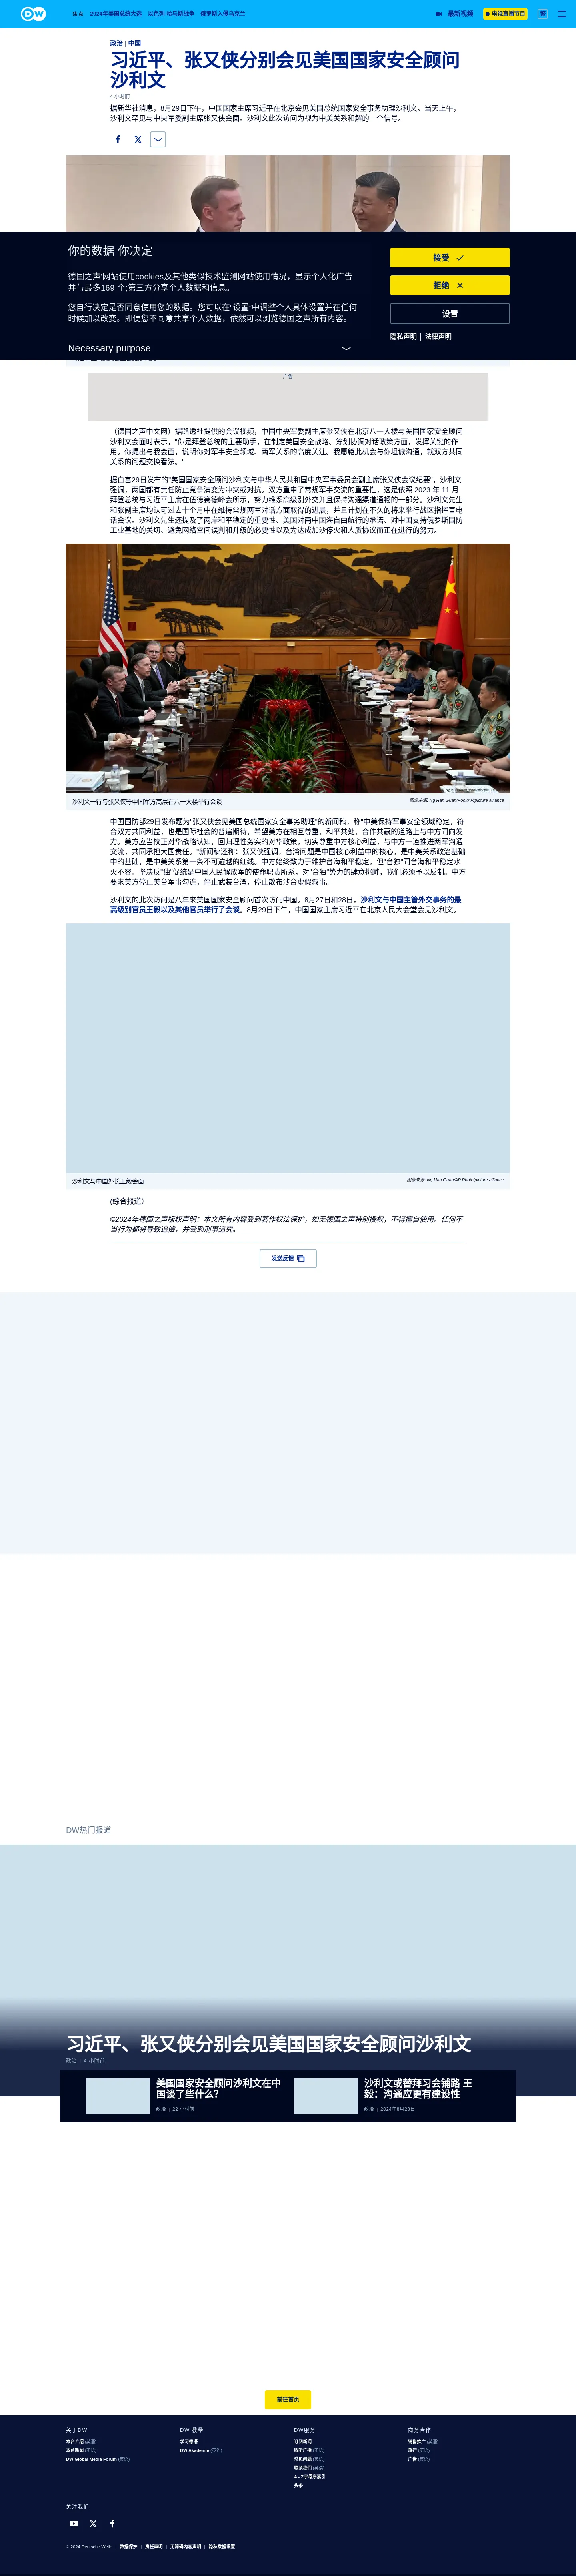 DW
焦点 2024年美国总统大选 以色列-哈马斯战争 俄罗斯入侵乌克兰 最新视频 电视直播节目 繁
政治 | 中国
习近平、张又侠分别会见美国国家安全顾问
沙利文
4 小时前
据新华社消息，8月29日下午，中国国家主席习近平在北京会见美国总统国家安全事务助理沙利文。当天上午，
沙利文罕见与中央军委副主席张又侠会面。沙利文此次访问为视为中美关系和解的一个信号。
你的数据 你决定
德国之声'网站使用cookies及其他类似技术监测网站使用情况，显示个人化广告
并与最多169 个;第三方分享个人数据和信息。
您自行决定是否同意使用您的数据。您可以在“设置”中调整个人具体设置并在任何
时候加以改变。即便您不同意共享个人数据，依然可以浏览德国之声所有内容。
Necessary purpose
接受
拒绝
设置
隐私声明 | 法律声明
广告
（德国之声中文网）据路透社提供的会议视频，中国中央军委副主席张又侠在北京八一大楼与美国国家安全顾问
沙利文会面时表示，"你是拜登总统的主要助手，在制定美国安全战略、筹划协调对话政策方面，发挥关键的作
用。你提出与我会面，说明你对军事安全领域、两军关系的高度关注。我愿藉此机会与你坦诚沟通，就双方共同
关系的问题交换看法。"
据白宫29日发布的"美国国家安全顾问沙利文与中华人民共和国中央军事委员会副主席张又侠会议纪要"，沙利文
强调，两国都有责任防止竞争演变为冲突或对抗。双方重申了常规军事交流的重要性，这是依照 2023 年 11 月
拜登总统与习近平主席在伍德赛德峰会所示，努力维系高级别外交并提升两军关系和保持沟通渠道通畅的一部分。沙利文先生
和张副主席均认可过去十个月中在维持常规两军对话方面取得的进展，并且计划在不久的将来举行战区指挥官电
话会议。沙利文先生还提及了两岸和平稳定的重要性、美国对南中国海自由航行的承诺、对中国支持俄罗斯国防
工业基地的关切、避免网络空间误判和升级的必要性以及为达成加沙停火和人质协议而正在进行的努力。
沙利文一行与张又侠等中国军方高层在八一大楼举行会谈
图像来源: Ng Han Guan/Pool/AP/picture alliance
中国国防部29日发布题为"张又侠会见美国总统国家安全事务助理"的新闻稿，称"中美保持军事安全领域稳定，符
合双方共同利益，也是国际社会的普遍期待，希望美方在相互尊重、和平共处、合作共赢的道路上与中方同向发
力。美方应当校正对华战略认知，回归理性务实的对华政策，切实尊重中方核心利益，与中方一道推进两军沟通
交流，共同承担大国责任。"新闻稿还称：张又侠强调，台湾问题是中国核心利益中的核心，是中美关系政治基础
中的基础，是中美关系第一条不可逾越的红线。中方始终致力于维护台海和平稳定，但"台独"同台海和平稳定水
火不容。坚决反"独"促统是中国人民解放军的使命职责所系，对"台独"势力的肆意挑衅，我们必须予以反制。中方
要求美方停止美台军事勾连，停止武装台湾，停止散布涉台虚假叙事。
沙利文的此次访问是八年来美国国家安全顾问首次访问中国。8月27日和28日，沙利文与中国主管外交事务的最
高级别官员王毅以及其他官员举行了会谈。8月29日下午，中国国家主席习近平在北京人民大会堂会见沙利文。
沙利文与中国外长王毅会面
图像来源: Ng Han Guan/AP Photo/picture alliance
(综合报道）
©2024年德国之声版权声明：本文所有内容受到著作权法保护，如无德国之声特别授权，不得擅自使用。任何不
当行为都将导致追偿，并受到刑事追究。
发送反馈
DW热门报道
习近平、张又侠分别会见美国国家安全顾问沙利文
政治 | 4 小时前
美国国家安全顾问沙利文在中
国谈了些什么？
政治 | 22 小时前
沙利文或替拜习会铺路 王
毅：沟通应更有建设性
政治 | 2024年8月28日
前往首页
关于DW
本台介绍 (英语)
本台新闻 (英语)
DW Global Media Forum (英语)
DW 教學
学习德语
DW Akademie (英语)
DW服务
订阅新闻
收听广播 (英语)
常见问题 (英语)
联系我们 (英语)
A - Z字母序索引
头条
商务合作
销售推广 (英语)
旅行 (英语)
广告 (英语)
关注我们
© 2024 Deutsche Welle | 数据保护 | 责任声明 | 无障碍内容声明 | 隐私数据设置